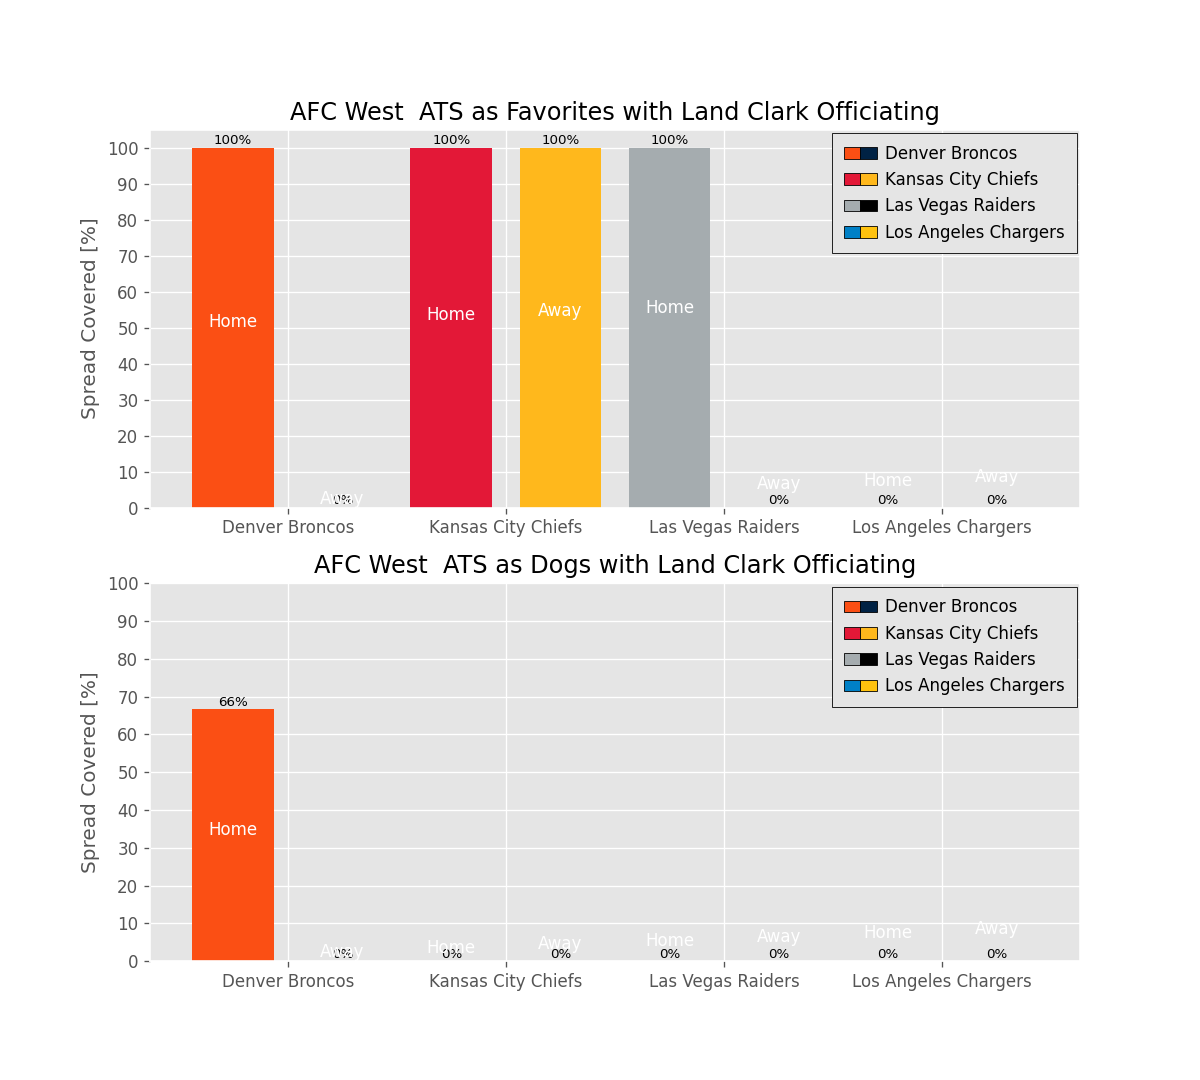 AFC West  ATS as Favorites with Land Clark Officiating
Spread Covered [%]
100
90
80
70
60
50
40
30
20
10
0
100%
0%
100%
100%
100%
0%
0%
0%
Home
Away
Home
Away
Home
Away
Home
Away
Denver Broncos
Kansas City Chiefs
Las Vegas Raiders
Los Angeles Chargers
Denver Broncos
Kansas City Chiefs
Las Vegas Raiders
Los Angeles Chargers
AFC West  ATS as Dogs with Land Clark Officiating
Spread Covered [%]
100
90
80
70
60
50
40
30
20
10
0
66%
0%
0%
0%
0%
0%
0%
0%
Home
Away
Home
Away
Home
Away
Home
Away
Denver Broncos
Kansas City Chiefs
Las Vegas Raiders
Los Angeles Chargers
Denver Broncos
Kansas City Chiefs
Las Vegas Raiders
Los Angeles Chargers